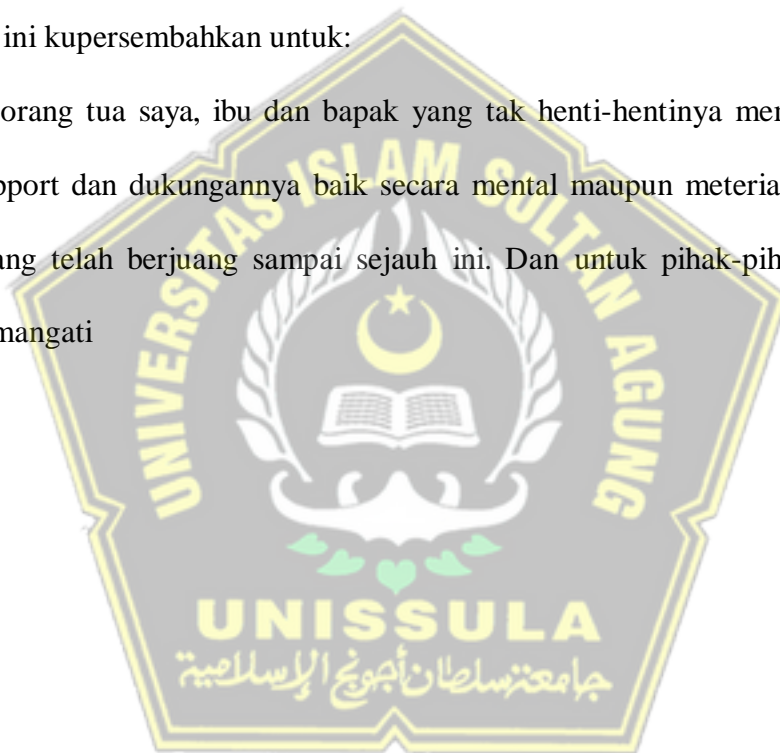 ini kupersembahkan untuk:
orang tua saya, ibu dan bapak yang tak henti-hentinya mer
pport dan dukungannya baik secara mental maupun meteria
ang telah berjuang sampai sejauh ini. Dan untuk pihak-pih
mangati
UNIVERSITAS ISLAM SULTAN AGUNG
UNISSULA
جامعة سلطان أجونج الإسلامية